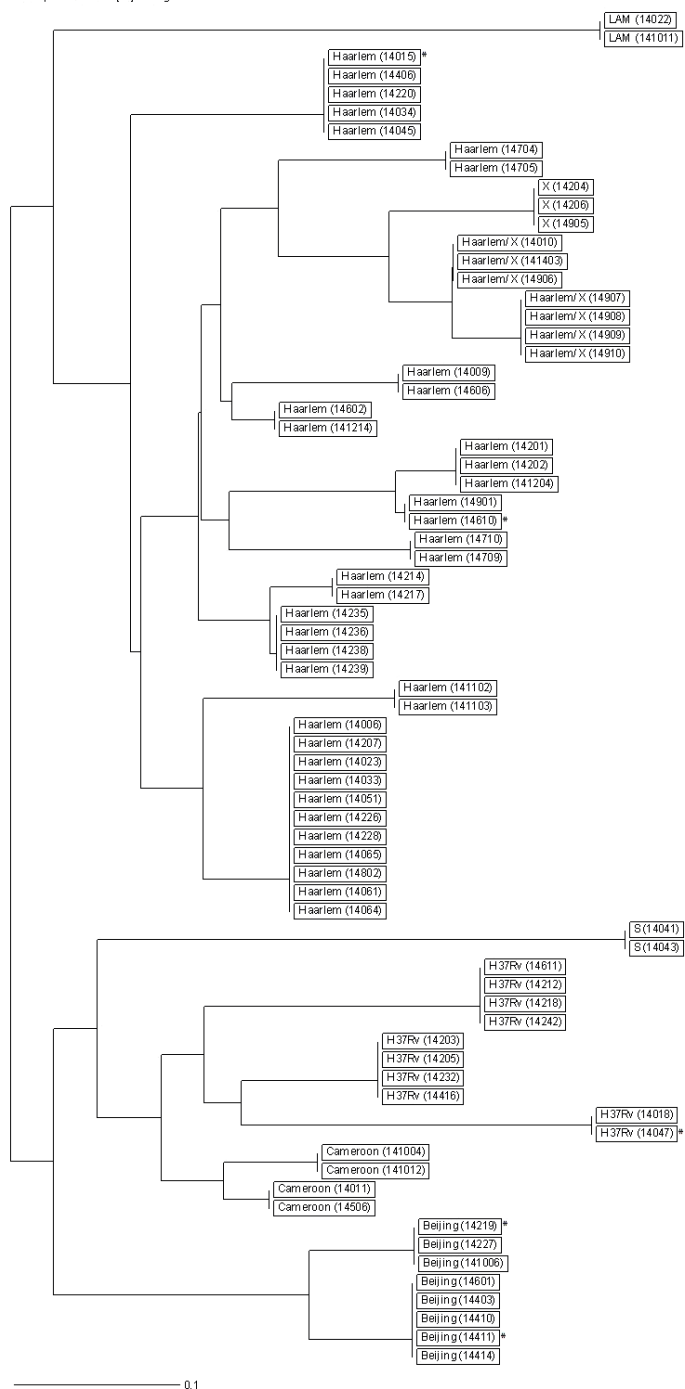 LAM (14022)
LAM (141011)
Haarlem (14015) *
Haarlem (14406)
Haarlem (14220)
Haarlem (14034)
Haarlem (14045)
Haarlem (14704)
Haarlem (14705)
X (14204)
X (14206)
X (14905)
Haarlem/ X (14010)
Haarlem/ X (141403)
Haarlem/ X (14906)
Haarlem/ X (14907)
Haarlem/ X (14908)
Haarlem/ X (14909)
Haarlem/ X (14910)
Haarlem (14009)
Haarlem (14606)
Haarlem (14602)
Haarlem (141214)
Haarlem (14201)
Haarlem (14202)
Haarlem (141204)
Haarlem (14901)
Haarlem (14610) *
Haarlem (14710)
Haarlem (14709)
Haarlem (14214)
Haarlem (14217)
Haarlem (14235)
Haarlem (14236)
Haarlem (14238)
Haarlem (14239)
Haarlem (141102)
Haarlem (141103)
Haarlem (14006)
Haarlem (14207)
Haarlem (14023)
Haarlem (14033)
Haarlem (14051)
Haarlem (14226)
Haarlem (14228)
Haarlem (14065)
Haarlem (14802)
Haarlem (14061)
Haarlem (14064)
S (14041)
S (14043)
H37Rv (14611)
H37Rv (14212)
H37Rv (14218)
H37Rv (14242)
H37Rv (14203)
H37Rv (14205)
H37Rv (14232)
H37Rv (14416)
H37Rv (14018)
H37Rv (14047) *
Cameroon (141004)
Cameroon (141012)
Cameroon (14011)
Cameroon (14506)
Beijing (14219) *
Beijing (14227)
Beijing (141006)
Beijing (14601)
Beijing (14403)
Beijing (14410)
Beijing (14411) *
Beijing (14414)
0.1